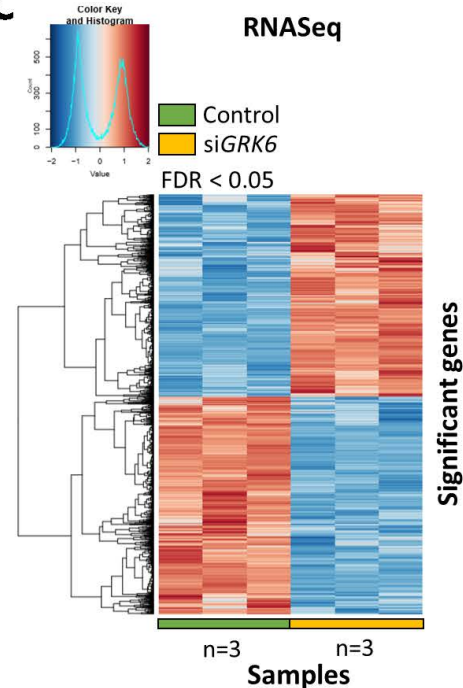 C
Color Key
and Histogram
RNASeq
Count
0 100 300 500
−2 −1 0 1 2
Value
Control
siGRK6
FDR < 0.05
Significant genes
n=3 n=3
Samples